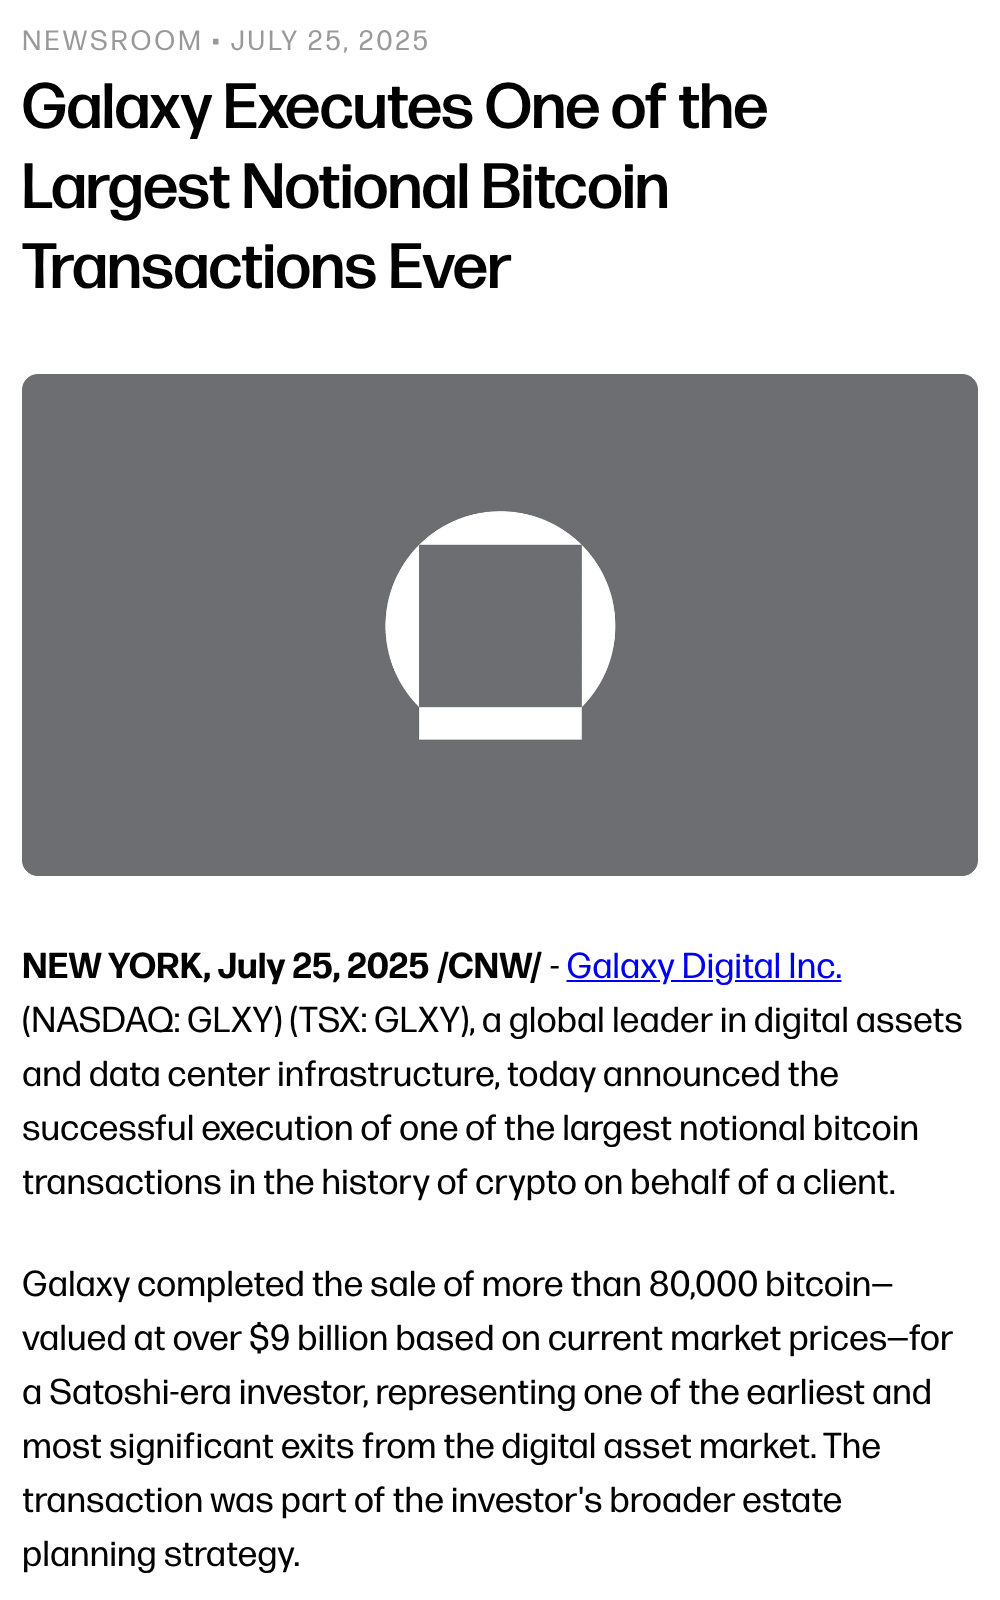 NEWSROOM ▪ JULY 25, 2025
Galaxy Executes One of the
Largest Notional Bitcoin
Transactions Ever
NEW YORK, July 25, 2025 /CNW/ - Galaxy Digital Inc.
(NASDAQ: GLXY) (TSX: GLXY), a global leader in digital assets
and data center infrastructure, today announced the
successful execution of one of the largest notional bitcoin
transactions in the history of crypto on behalf of a client.
Galaxy completed the sale of more than 80,000 bitcoin—
valued at over $9 billion based on current market prices—for
a Satoshi-era investor, representing one of the earliest and
most significant exits from the digital asset market. The
transaction was part of the investor's broader estate
planning strategy.